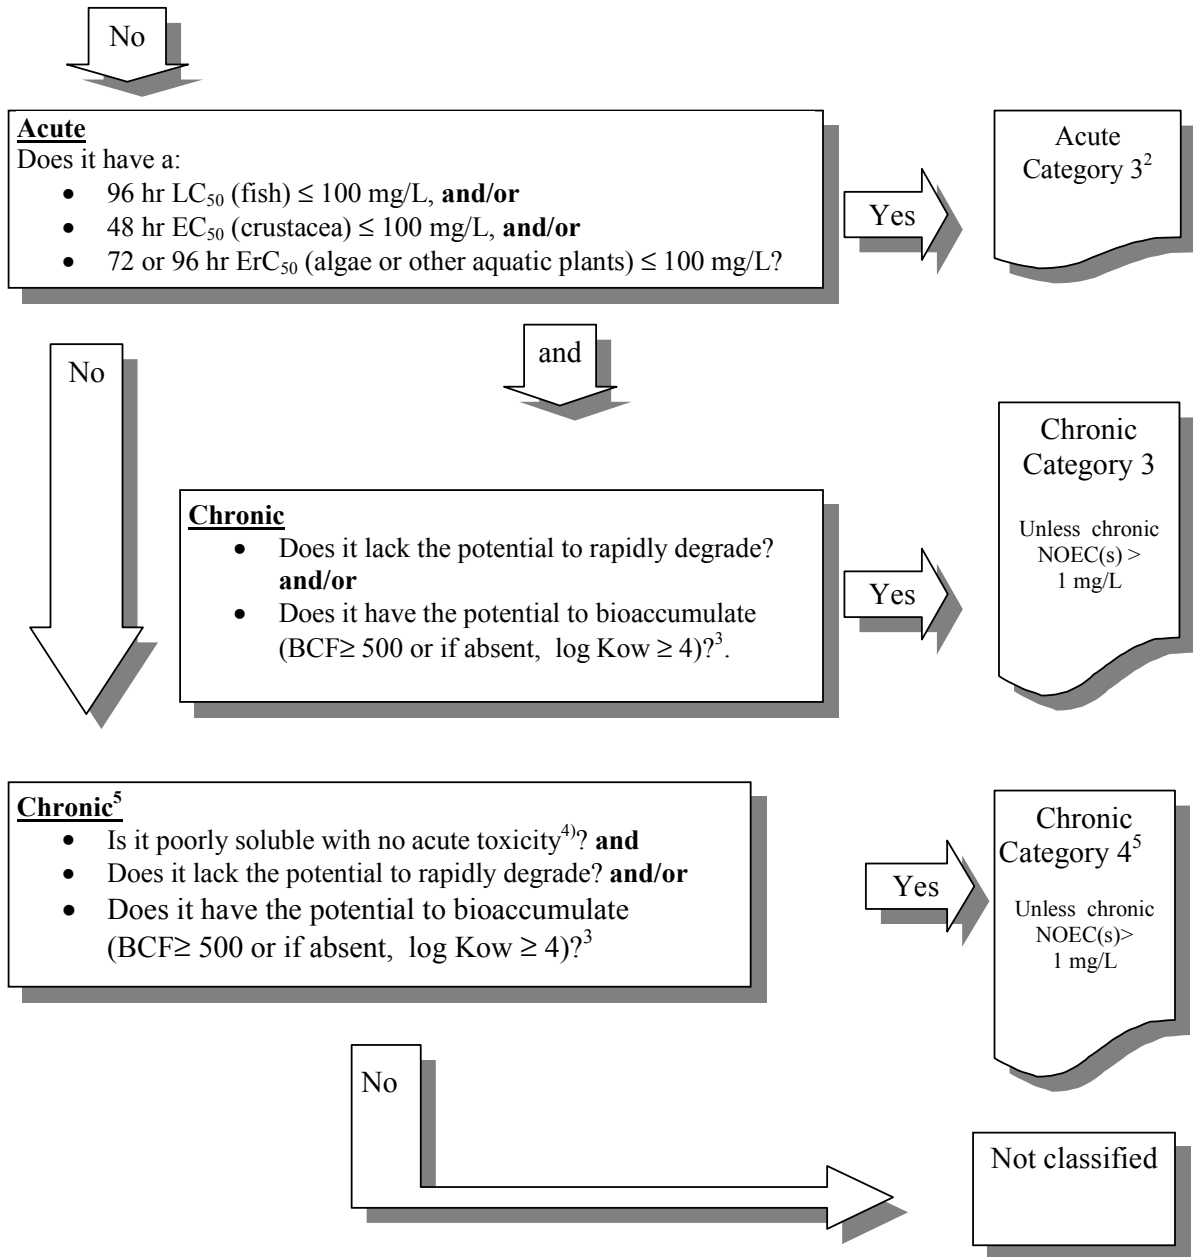 No
Acute
Does it have a:
• 96 hr LC50 (fish) ≤ 100 mg/L, and/or
• 48 hr EC50 (crustacea) ≤ 100 mg/L, and/or
• 72 or 96 hr ErC50 (algae or other aquatic plants) ≤ 100 mg/L?
Yes
Acute
Category 3²
No
and
Chronic
• Does it lack the potential to rapidly degrade?
and/or
• Does it have the potential to bioaccumulate
(BCF≥ 500 or if absent, log Kow ≥ 4)?³.
Yes
Chronic
Category 3
Unless chronic
NOEC(s) >
1 mg/L
Chronic⁵
• Is it poorly soluble with no acute toxicity⁴⁾? and
• Does it lack the potential to rapidly degrade? and/or
• Does it have the potential to bioaccumulate
(BCF≥ 500 or if absent, log Kow ≥ 4)?³
Yes
Chronic
Category 4⁵
Unless chronic
NOEC(s)>
1 mg/L
No
Not classified